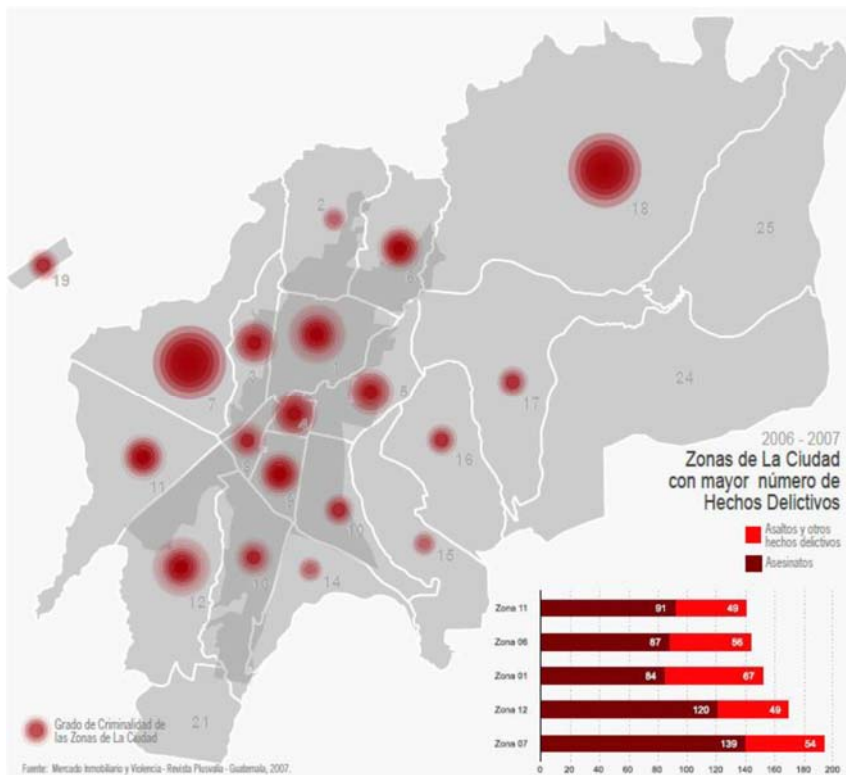 2
6
18
25
19
3
1
7
5
24
17
8
16
11
9
10
15
12
13
14
21
2006 - 2007
Zonas de La Ciudad
con mayor número de
Hechos Delictivos
Asaltos y otros
hechos delictivos
Asesinatos
Zona 11 91 49
Zona 06 87 56
Zona 01 84 67
Zona 12 120 49
Zona 07 139 54
0 20 40 60 80 100 120 140 160 180 200
Grado de Criminalidad de
las Zonas de La Ciudad
Fuente: Mercado Inmobiliario y Violencia - Revista Plusvalia - Guatemala, 2007.